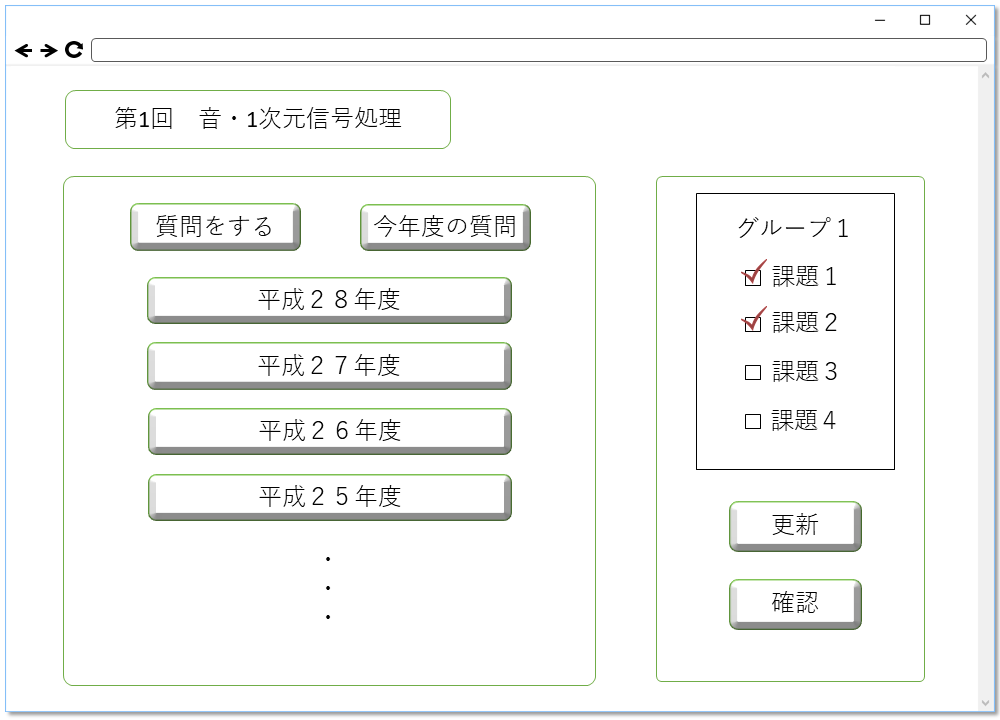 第1回　音・1次元信号処理
質問をする
今年度の質問
平成２８年度
平成２７年度
平成２６年度
平成２５年度
・
・
・
グループ１
課題１
課題２
課題３
課題４
更新
確認